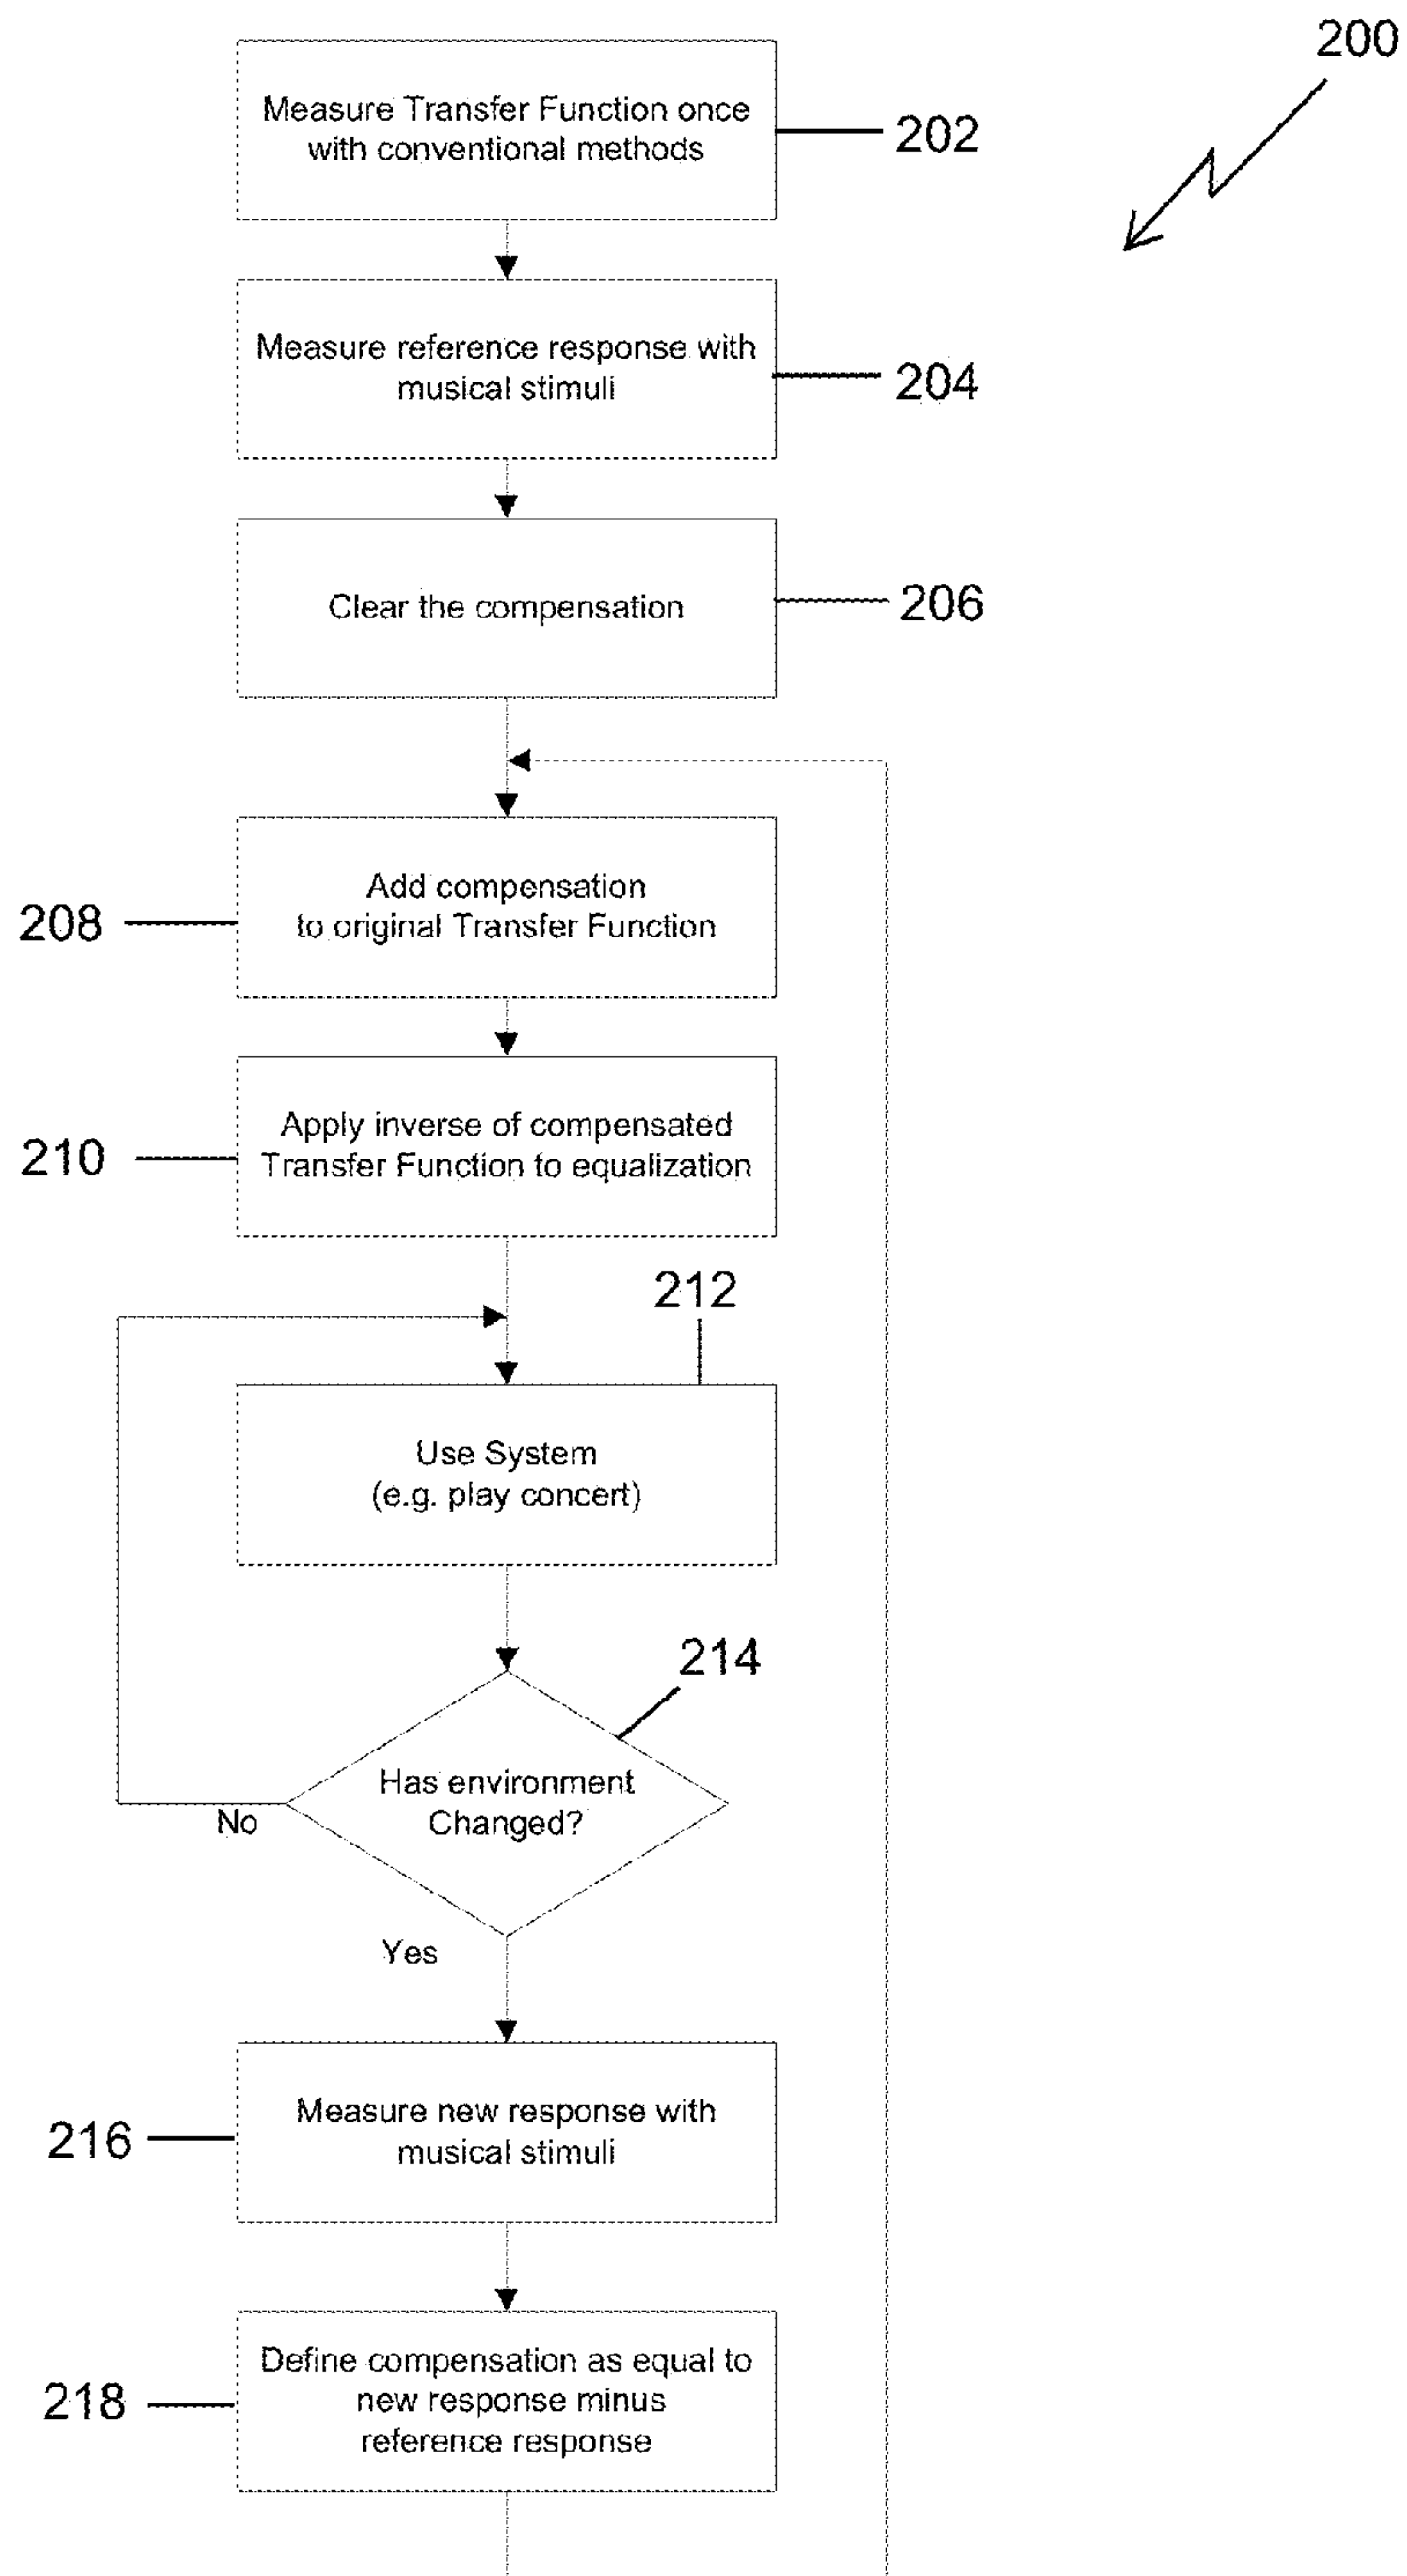 200
Measure Transfer Function once
with conventional methods
202
Measure reference response with
musical stimuli
204
Clear the compensation
206
Add compensation
to original Transfer Function
208
Apply inverse of compensated
Transfer Function to equalization
210
212
Use System
(e.g. play concert)
214
Has environment
Changed?
No
Yes
Measure new response with
musical stimuli
216
Define compensation as equal to
new response minus
reference response
218